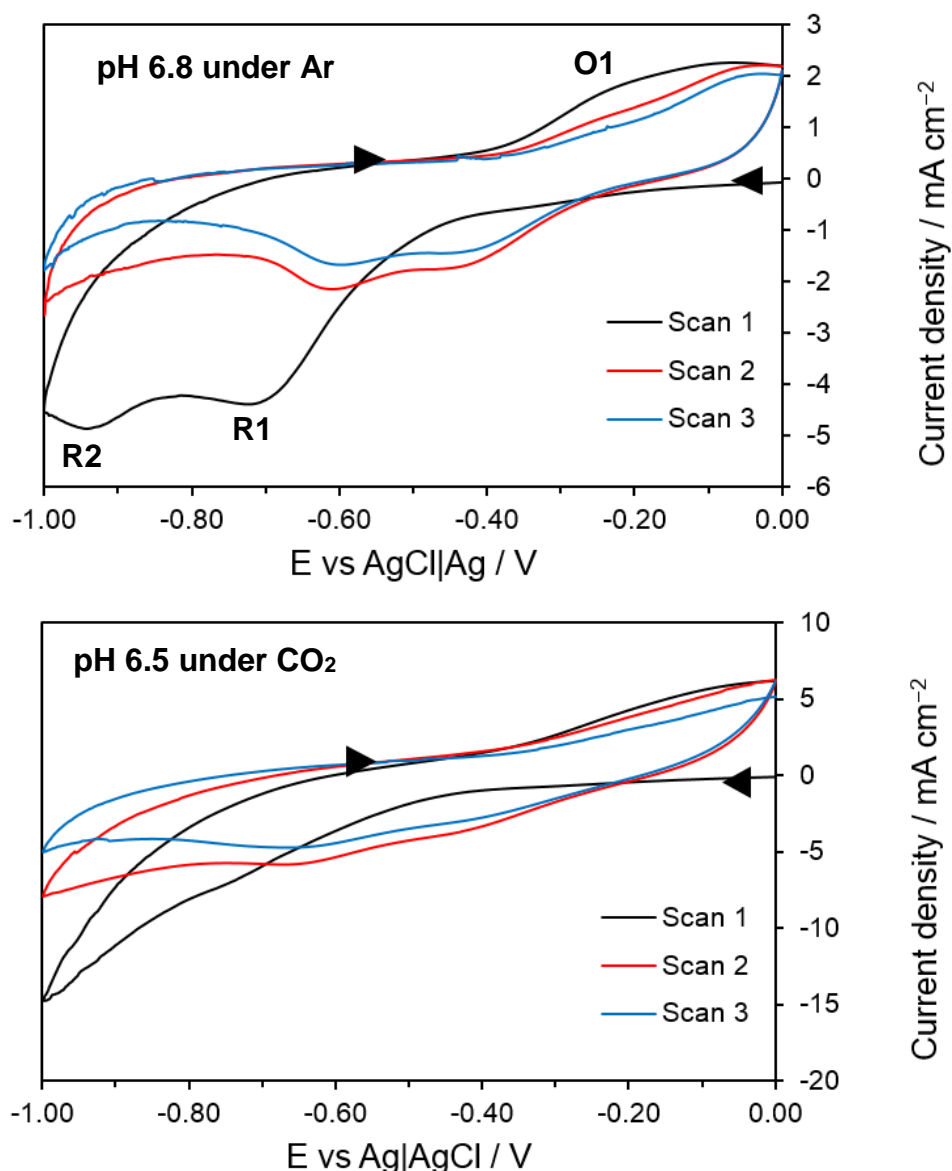 pH 6.8 under Ar
O1
R2
R1
Scan 1
Scan 2
Scan 3
3
2
1
0
-1
-2
-3
-4
-5
-6
Current density / mA cm⁻²
-1.00 -0.80 -0.60 -0.40 -0.20 0.00
E vs AgCl|Ag / V
pH 6.5 under CO₂
Scan 1
Scan 2
Scan 3
10
5
0
-5
-10
-15
-20
Current density / mA cm⁻²
-1.00 -0.80 -0.60 -0.40 -0.20 0.00
E vs Ag|AgCl / V